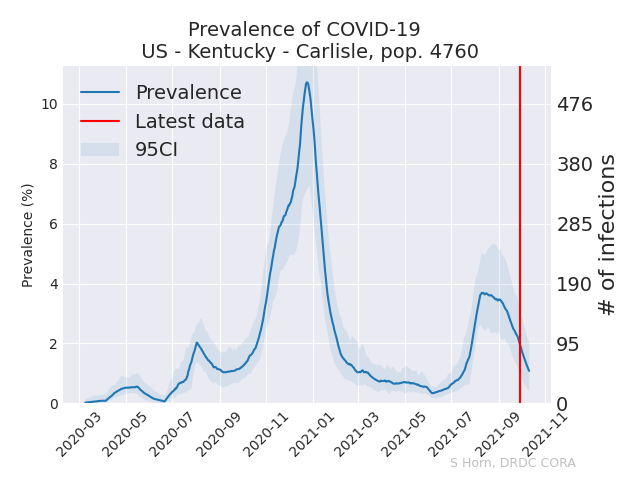 Prevalence of COVID-19
US - Kentucky - Carlisle, pop. 4760
Prevalence
Latest data
95CI
Prevalence (%)
10
8
6
4
2
0
476
380
285
190
95
0
# of infections
2020-03
2020-05
2020-07
2020-09
2020-11
2021-01
2021-03
2021-05
2021-07
2021-09
2021-11
S Horn, DRDC CORA